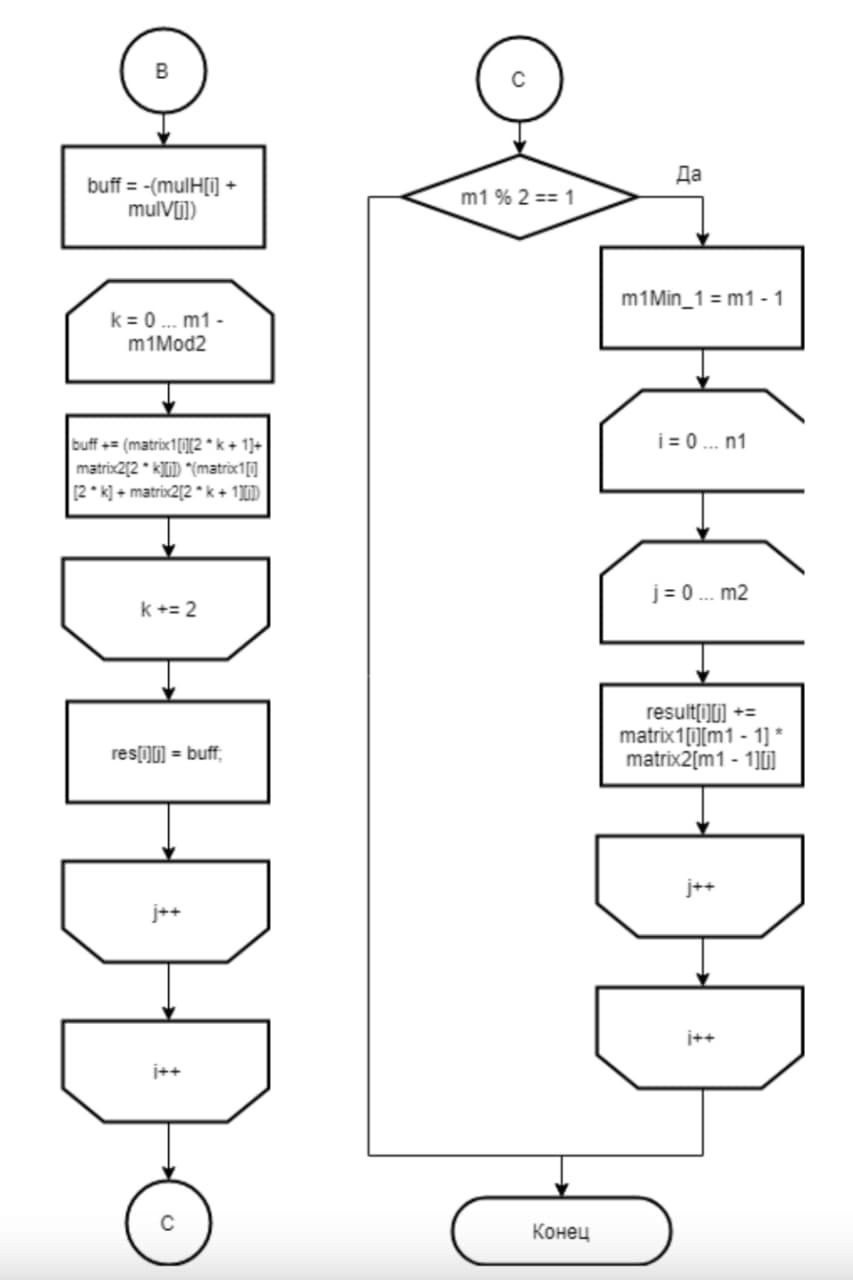 B
buff = -(mulH[i] +
mulV[j])
k = 0 ... m1 -
m1Mod2
buff += (matrix1[i][2 * k + 1]+
matrix2[2 * k][j]) *(matrix1[i]
[2 * k] + matrix2[2 * k + 1][j])
k += 2
res[i][j] = buff;
j++
i++
C
C
m1 % 2 == 1
Да
m1Min_1 = m1 - 1
i = 0 ... n1
j = 0 ... m2
result[i][j] +=
matrix1[i][m1 - 1] *
matrix2[m1 - 1][j]
j++
i++
Конец